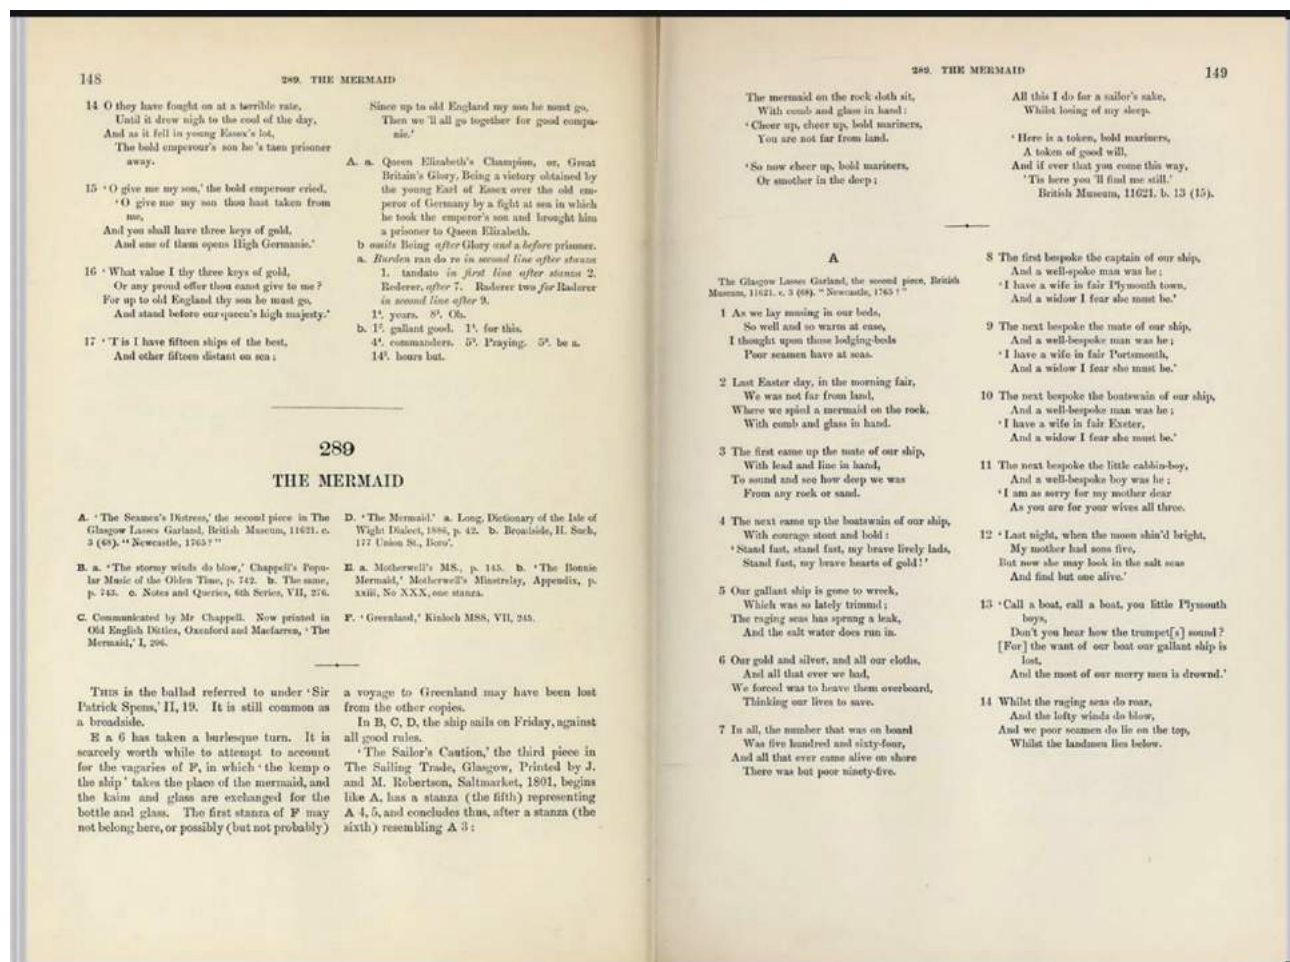 148
289. THE MERMAID
14 O they have fought on at a terrible rate,
Until it drew nigh to the cool of the day,
And as it fell in young Essex's lot,
The bold emperour's son he 's taen prisoner
away.
15 ‘O give me my son,’ the bold emperour cried,
‘O give me my son thou hast taken from
me,
And you shall have three keys of gold,
And one of them opens High Germanie.’
16 ‘What value I thy three keys of gold,
Or any proud offer thou canst give to me?
For up to old England thy son he must go,
And stand before our queen's high majesty.’
17 ‘'T is I have fifteen ships of the best,
And other fifteen distant on sea;
Since up to old England my son he must go,
Then we 'll all go together for good compa-
nie.’
A. a. Queen Elizabeth's Champion, or, Great
Britain's Glory, Being a victory obtained by
the young Earl of Essex over the old em-
peror of Germany by a fight at sea in which
he took the emperor's son and brought him
a prisoner to Queen Elizabeth.
b omits Being after Glory and a before prisoner.
a. Burden ran do re in second line after stanza
1. tandato in first line after stanza 2.
Rederer, after 7. Raderer two for Raderer
in second line after 9.
years. Oh.
b. gallant good. for this.
commanders. Praying. be a.
hours but.
289
THE MERMAID
A. ‘The Seamen's Distress,’ the second piece in The
Glasgow Lasses Garland, British Museum, 11621. c.
3 (68). “Newcastle, 1765?”
B. a. ‘The stormy winds do blow,’ Chappell's Popu-
lar Music of the Olden Time, p. 742. b. The same,
p. 743. c. Notes and Queries, 6th Series, VII, 276.
C. Communicated by Mr Chappell. Now printed in
Old English Ditties, Oxenford and Macfarren, ‘The
Mermaid,’ I, 206.
D. ‘The Mermaid.’ a. Long, Dictionary of the Isle of
Wight Dialect, 1886, p. 42. b. Broadside, H. Such,
177 Union St., Boro'.
E. a. Motherwell's MS., p. 145. b. ‘The Bonnie
Mermaid,’ Motherwell's Minstrelsy, Appendix, p.
xxiii, No XXX, one stanza.
F. ‘Greenland,’ Kinloch MSS, VII, 245.
THIS is the ballad referred to under ‘Sir
Patrick Spens,’ II, 19. It is still common as
a broadside.
E a 6 has taken a burlesque turn. It is
scarcely worth while to attempt to account
for the vagaries of F, in which ‘the kemp o
the ship’ takes the place of the mermaid, and
the kaim and glass are exchanged for the
bottle and glass. The first stanza of F may
not belong here, or possibly (but not probably)
a voyage to Greenland may have been lost
from the other copies.
In B, C, D, the ship sails on Friday, against
all good rules.
‘The Sailor's Caution,’ the third piece in
The Sailing Trade, Glasgow, Printed by J.
and M. Robertson, Saltmarket, 1801, begins
like A, has a stanza (the fifth) representing
A 4, 5, and concludes thus, after a stanza (the
sixth) resembling A 3:
289. THE MERMAID
149
The mermaid on the rock doth sit,
With comb and glass in hand:
‘Cheer up, cheer up, bold mariners,
You are not far from land.
‘So now cheer up, bold mariners,
Or smother in the deep;
All this I do for a sailor's sake,
Whilst losing of my sleep.
‘Here is a token, bold mariners,
A token of good will,
And if ever that you come this way,
'Tis here you 'll find me still.’
British Museum, 11621. b. 13 (15).
A
The Glasgow Lasses Garland, the second piece, British
Museum, 11621. c. 3 (68). “Newcastle, 1765?”
1 As we lay musing in our beds,
So well and so warm at ease,
I thought upon those lodging-beds
Poor seamen have at seas.
2 Last Easter day, in the morning fair,
We was not far from land,
Where we spied a mermaid on the rock,
With comb and glass in hand.
3 The first came up the mate of our ship,
With lead and line in hand,
To sound and see how deep we was
From any rock or sand.
4 The next came up the boatswain of our ship,
With courage stout and bold:
‘Stand fast, stand fast, my brave lively lads,
Stand fast, my brave hearts of gold!’
5 Our gallant ship is gone to wreck,
Which was so lately trimmd;
The raging seas has sprung a leak,
And the salt water does run in.
6 Our gold and silver, and all our cloths,
And all that ever we had,
We forced was to heave them overboard,
Thinking our lives to save.
7 In all, the number that was on board
Was five hundred and sixty-four,
And all that ever came alive on shore
There was but poor ninety-five.
8 The first bespoke the captain of our ship,
And a well-spoke man was he;
‘I have a wife in fair Plymouth town,
And a widow I fear she must be.’
9 The next bespoke the mate of our ship,
And a well-bespoke man was he;
‘I have a wife in fair Portsmouth,
And a widow I fear she must be.’
10 The next bespoke the boatswain of our ship,
And a well-bespoke man was he;
‘I have a wife in fair Exeter,
And a widow I fear she must be.’
11 The next bespoke the little cabbin-boy,
And a well-bespoke boy was he;
‘I am as sorry for my mother dear
As you are for your wives all three.
12 ‘Last night, when the moon shin'd bright,
My mother had sons five,
But now she may look in the salt seas
And find but one alive.’
13 ‘Call a boat, call a boat, you little Plymouth
boys,
Don't you hear how the trumpet[s] sound?
[For] the want of our boat our gallant ship is
lost,
And the most of our merry men is drownd.’
14 Whilst the raging seas do roar,
And the lofty winds do blow,
And we poor seamen do lie on the top,
Whilst the landmen lies below.